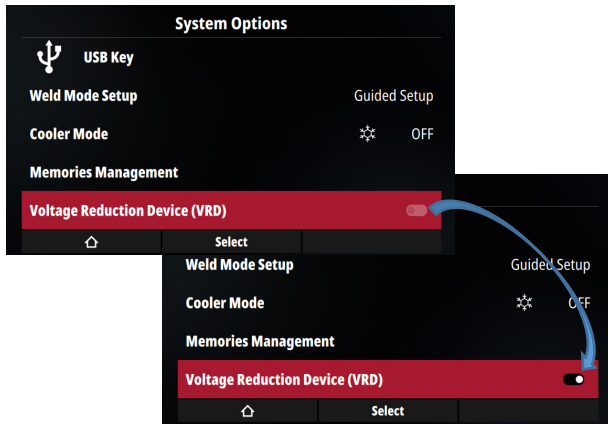 System Options
USB Key
Weld Mode Setup Guided Setup
Cooler Mode OFF
Memories Management
Voltage Reduction Device (VRD)
Select
Weld Mode Setup Guided Setup
Cooler Mode OFF
Memories Management
Voltage Reduction Device (VRD)
Select